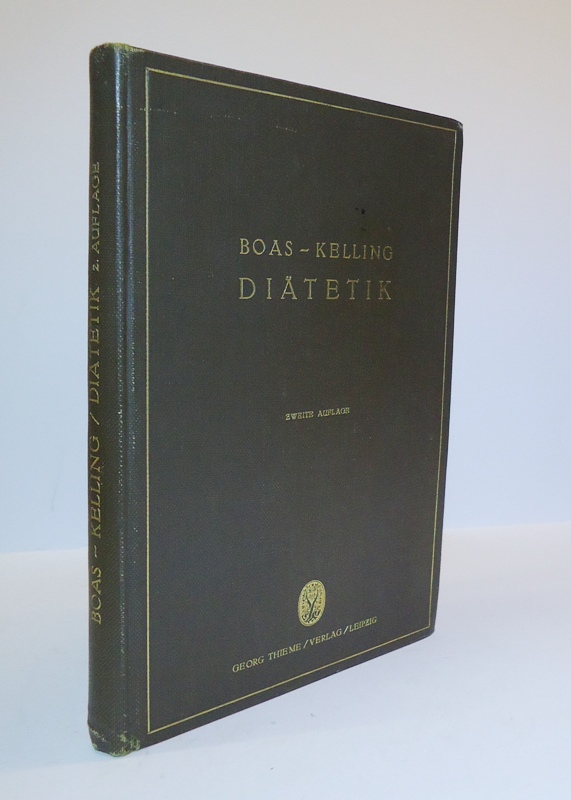 BOAS – KELLING / DIÄTETIK 2. AUFLAGE
BOAS – KELLING
DIÄTETIK
ZWEITE AUFLAGE
GEORG THIEME / VERLAG / LEIPZIG